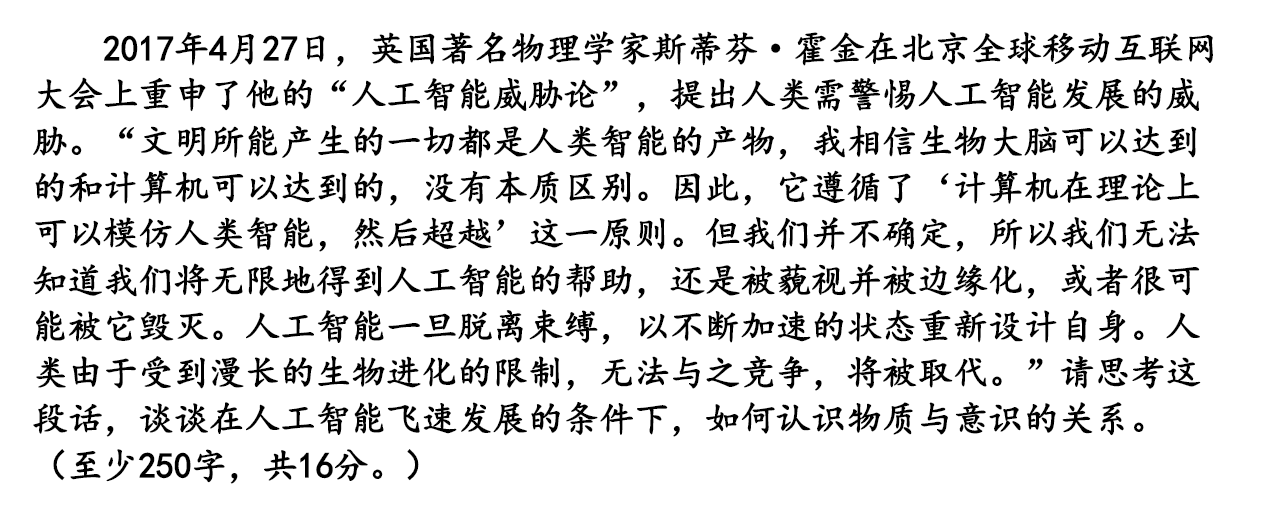 2017年4月27日，英国著名物理学家斯蒂芬·霍金在北京全球移动互联网
大会上重申了他的“人工智能威胁论”，提出人类需警惕人工智能发展的威
胁。“文明所能产生的一切都是人类智能的产物，我相信生物大脑可以达到
的和计算机可以达到的，没有本质区别。因此，它遵循了‘计算机在理论上
可以模仿人类智能，然后超越’这一原则。但我们并不确定，所以我们无法
知道我们将无限地得到人工智能的帮助，还是被藐视并被边缘化，或者很可
能被它毁灭。人工智能一旦脱离束缚，以不断加速的状态重新设计自身。人
类由于受到漫长的生物进化的限制，无法与之竞争，将被取代。”请思考这
段话，谈谈在人工智能飞速发展的条件下，如何认识物质与意识的关系。
（至少250字，共16分。）